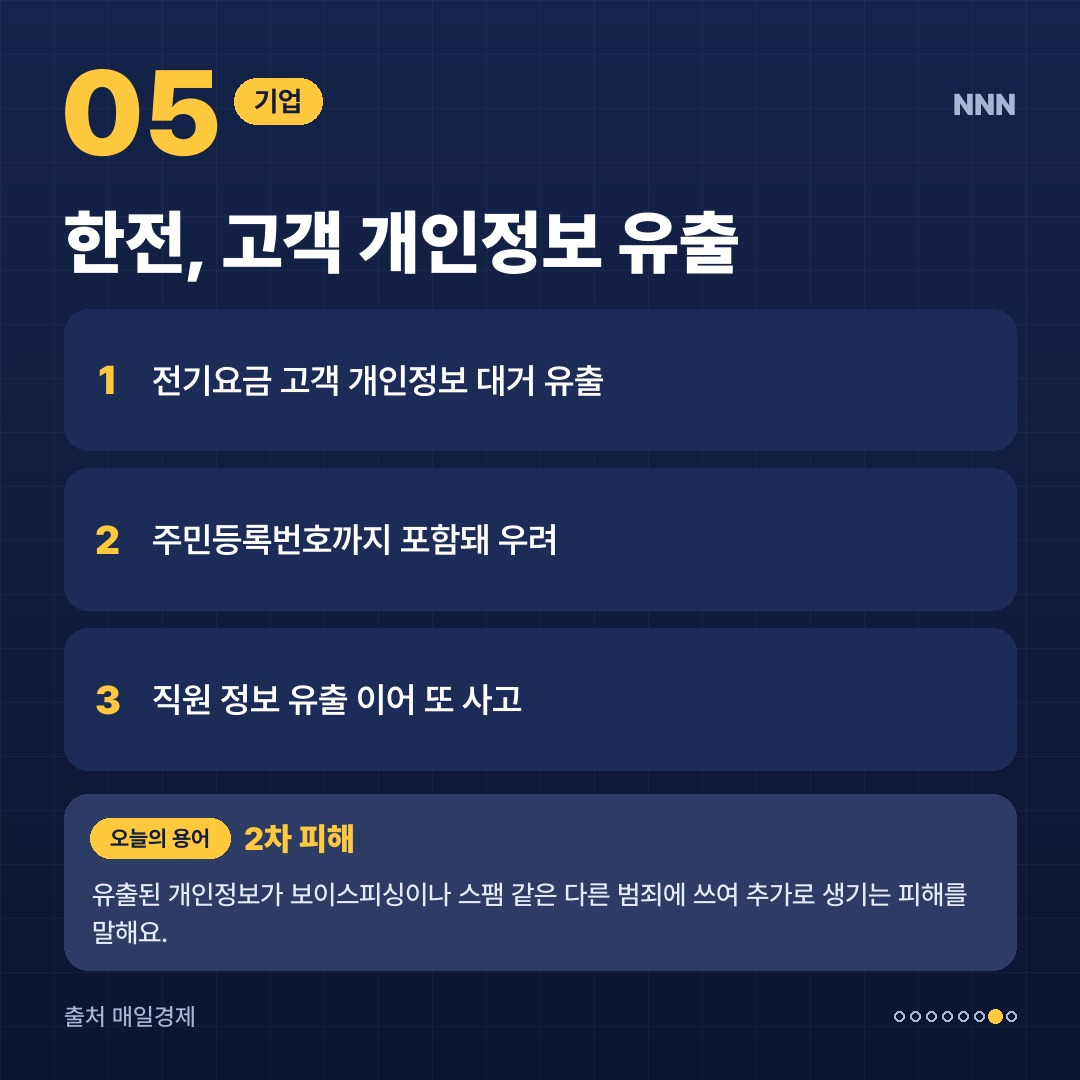 05 기업
NNN
한전, 고객 개인정보 유출
1 전기요금 고객 개인정보 대거 유출
2 주민등록번호까지 포함돼 우려
3 직원 정보 유출 이어 또 사고
오늘의 용어 2차 피해
유출된 개인정보가 보이스피싱이나 스팸 같은 다른 범죄에 쓰여 추가로 생기는 피해를
말해요.
출처 매일경제